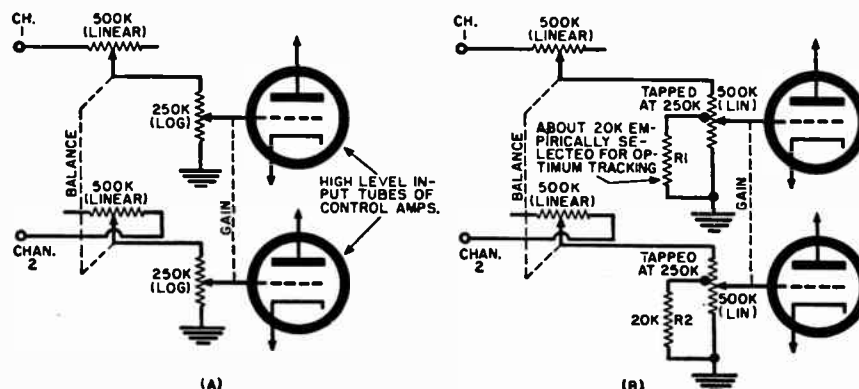 CH.
1
500K
(LINEAR)
250K
(LOG)
BALANCE
500K
(LINEAR)
GAIN
HIGH LEVEL IN-
PUT TUBES OF
CONTROL AMPS.
CHAN.
2
250K
(LOG)
(A)
CH.
1
500K
(LINEAR)
TAPPED
AT 250K
500K
(LIN)
ABOUT 20K EM-
PIRICALLY SE-
LECTED FOR OP-
TIMUM TRACKING
R1
BALANCE
500K
(LINEAR)
GAIN
CHAN.
2
TAPPED
AT 250K
500K
(LIN)
20K
R2
(B)